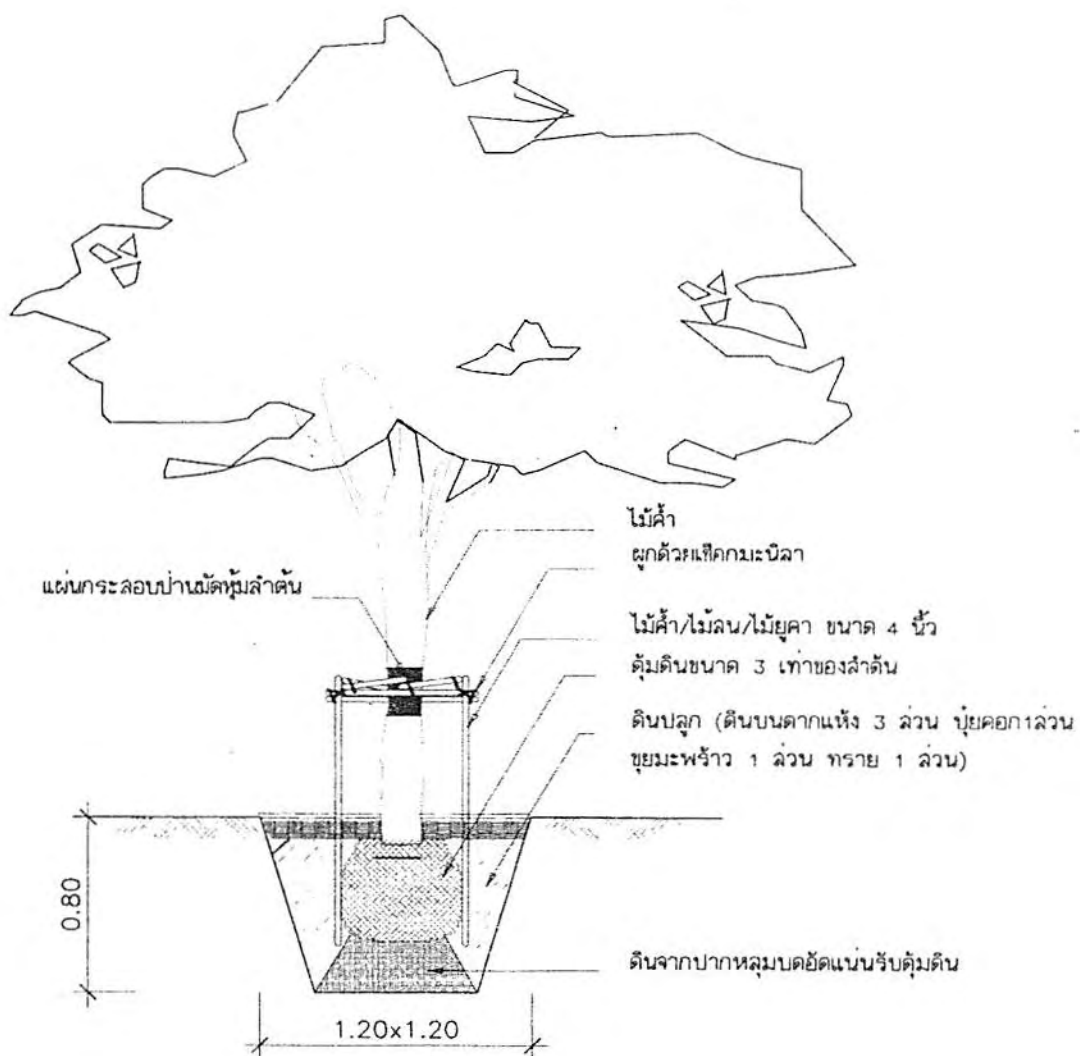 ไม้ค้ำ
ผูกด้วยเชือกมะนิลา
แผ่นกระสอบป่านมัดหุ้มลำต้น
ไม้ค้ำ/ไม้สน/ไม้ยูคา ขนาด 4 นิ้ว
ตุ้มดินขนาด 3 เท่าของลำต้น
ดินปลูก (ดินบนตากแห้ง 3 ส่วน ปุ๋ยคอก1ส่วน
ขุยมะพร้าว 1 ส่วน ทราย 1 ส่วน)
0.80
ดินจากปากหลุมบดอัดแน่นรับตุ้มดิน
1.20x1.20